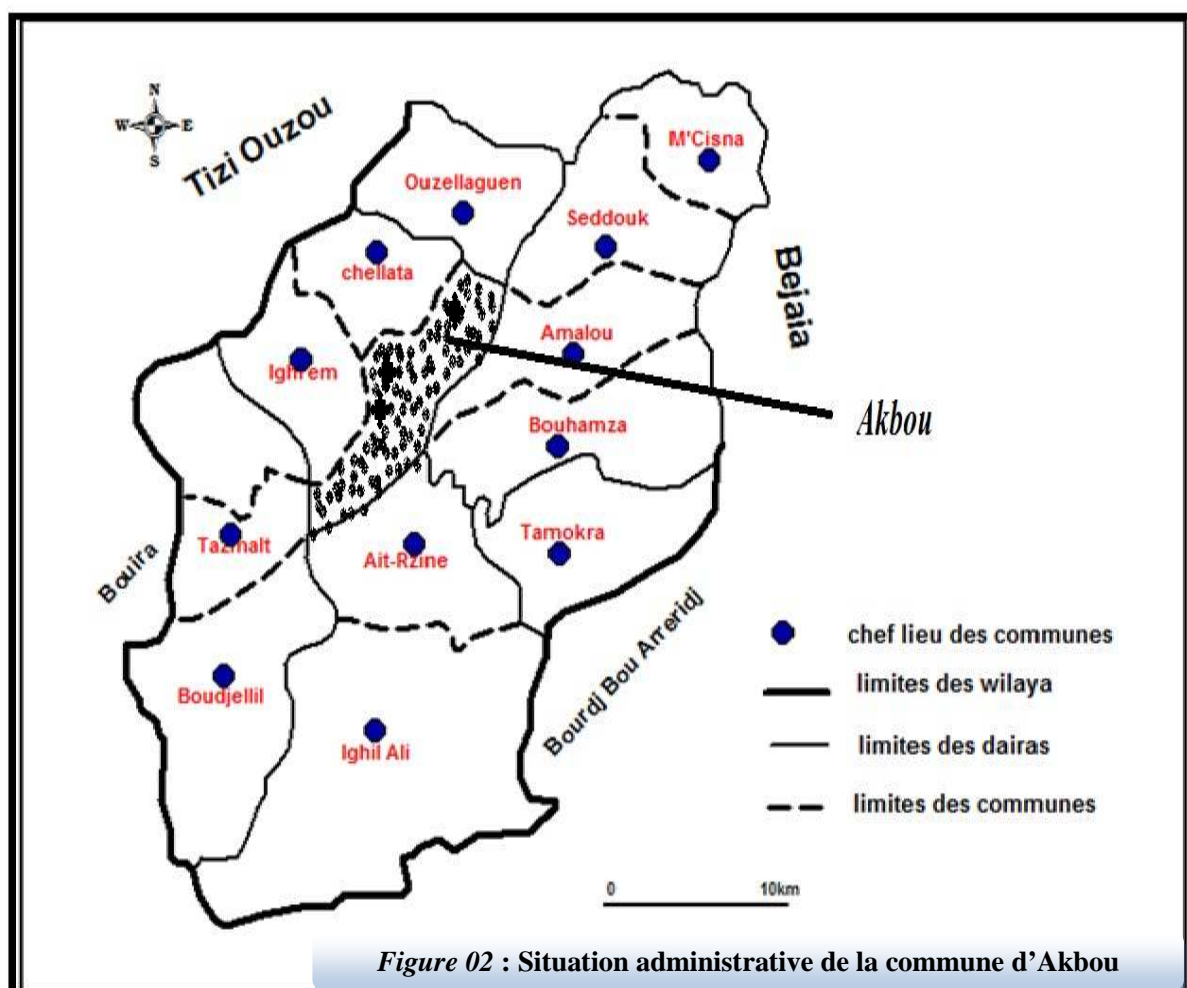 N
W E
S
Tizi Ouzou
M'Cisna
Ouzellaguen
Seddouk
chellata
Bejaia
Amalou
Ighrem
Akbou
Bouhamza
Tazmalt
Ait-Rzine
Tamokra
Bouira
Boudjellil
Ighil Ali
Bourdj Bou Arreridj
chef lieu des communes
limites des wilaya
limites des dairas
limites des communes
0 10km
Figure 02 : Situation administrative de la commune d'Akbou